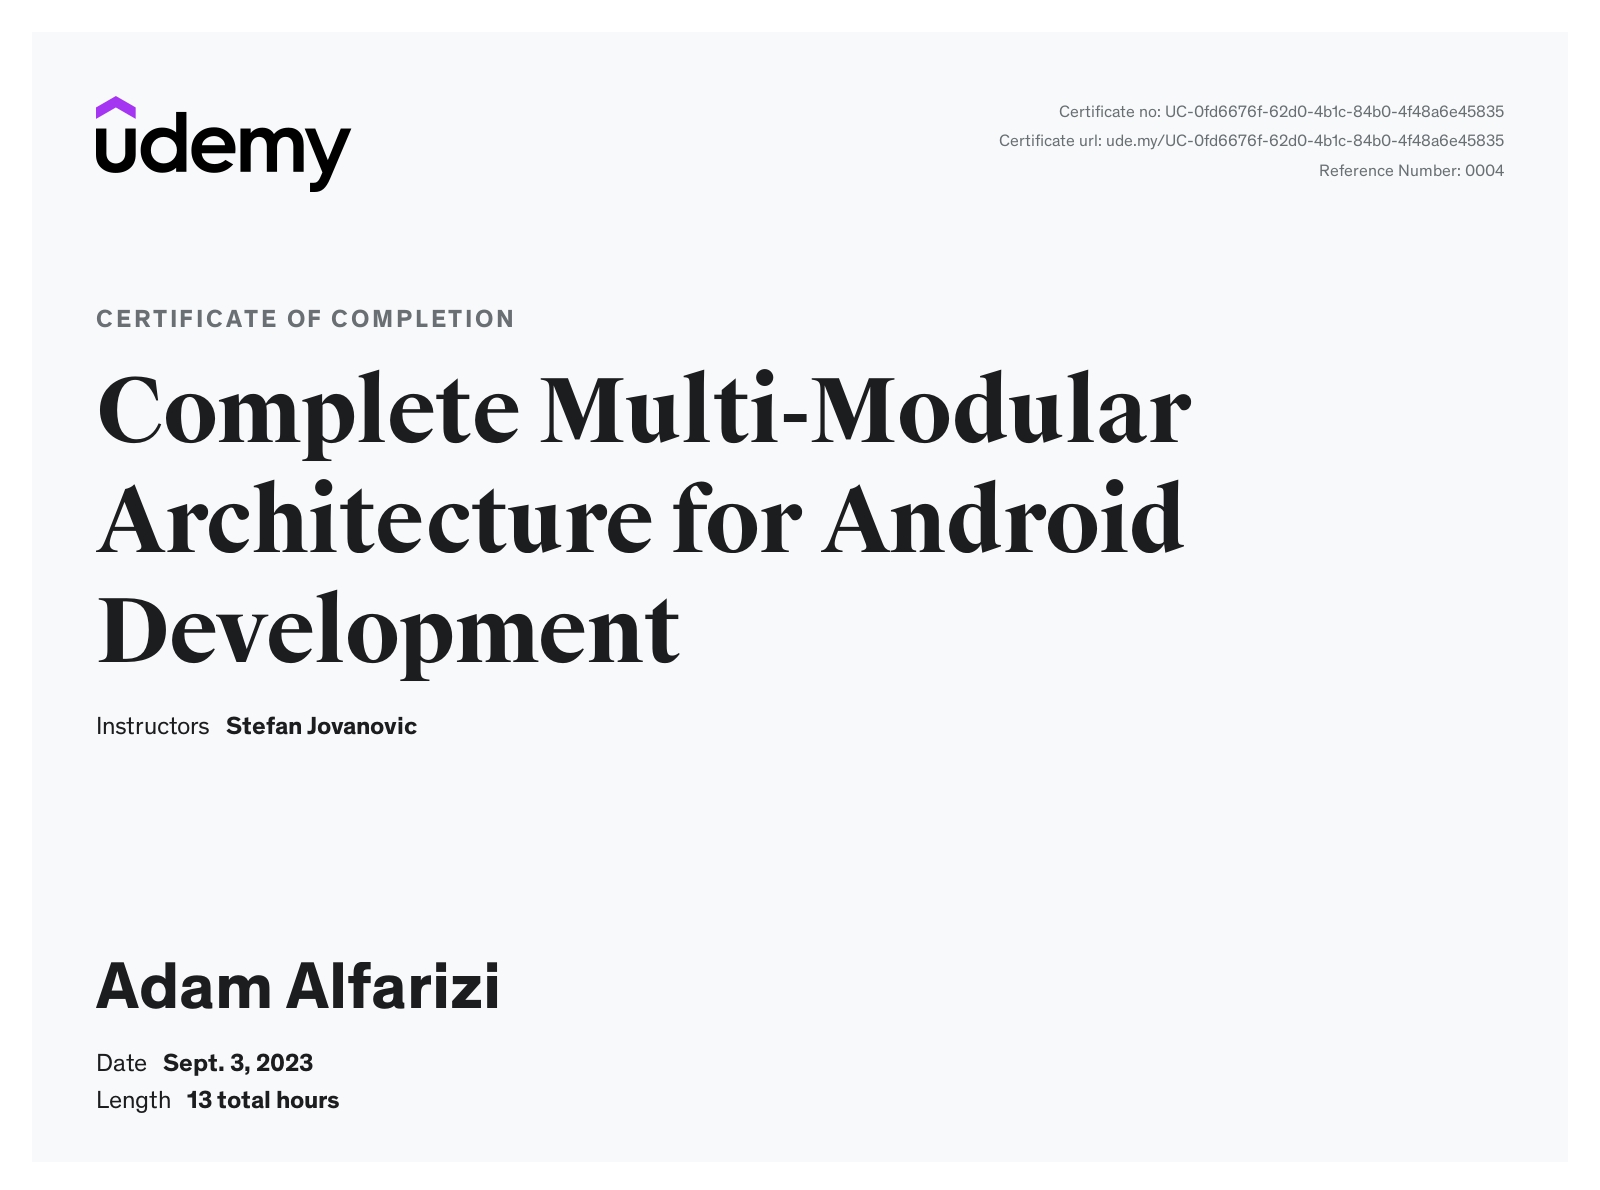 udemy
Certificate no: UC-0fd6676f-62d0-4b1c-84b0-4f48a6e45835
Certificate url: ude.my/UC-0fd6676f-62d0-4b1c-84b0-4f48a6e45835
Reference Number: 0004
CERTIFICATE OF COMPLETION
Complete Multi-Modular
Architecture for Android
Development
Instructors Stefan Jovanovic
Adam Alfarizi
Date Sept. 3, 2023
Length 13 total hours